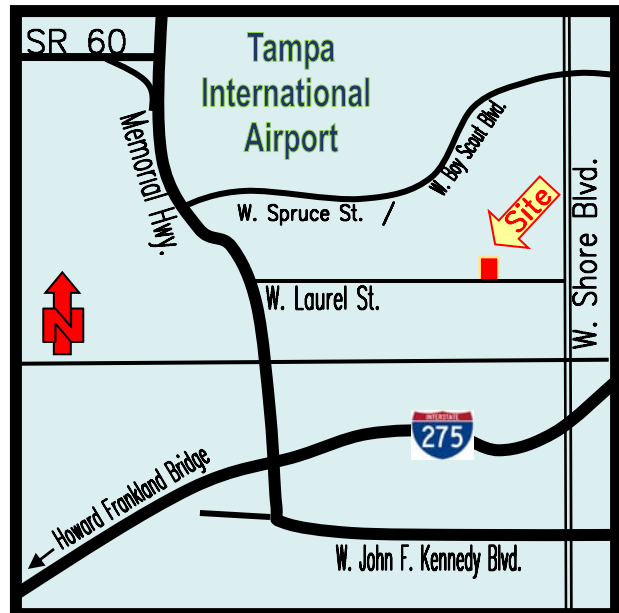 SR 60
Tampa
International
Airport
Memorial Hwy.
W. Boy Scout Blvd.
W. Spruce St. /
Site
W. Shore Blvd.
W. Laurel St.
N
INTERSTATE
275
Howard Frankland Bridge
W. John F. Kennedy Blvd.